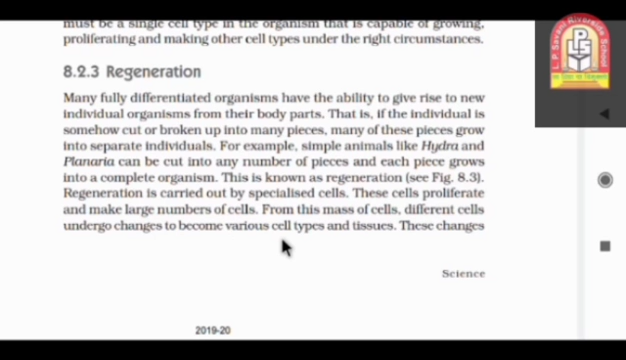 must be a single cell type in the organism that is capable of growing,
proliferating and making other cell types under the right circumstances.
8.2.3 Regeneration
Many fully differentiated organisms have the ability to give rise to new
individual organisms from their body parts. That is, if the individual is
somehow cut or broken up into many pieces, many of these pieces grow
into separate individuals. For example, simple animals like Hydra and
Planaria can be cut into any number of pieces and each piece grows
into a complete organism. This is known as regeneration (see Fig. 8.3).
Regeneration is carried out by specialised cells. These cells proliferate
and make large numbers of cells. From this mass of cells, different cells
undergo changes to become various cell types and tissues. These changes
Science
2019-20
L. P. Savani Riverside School
PLS